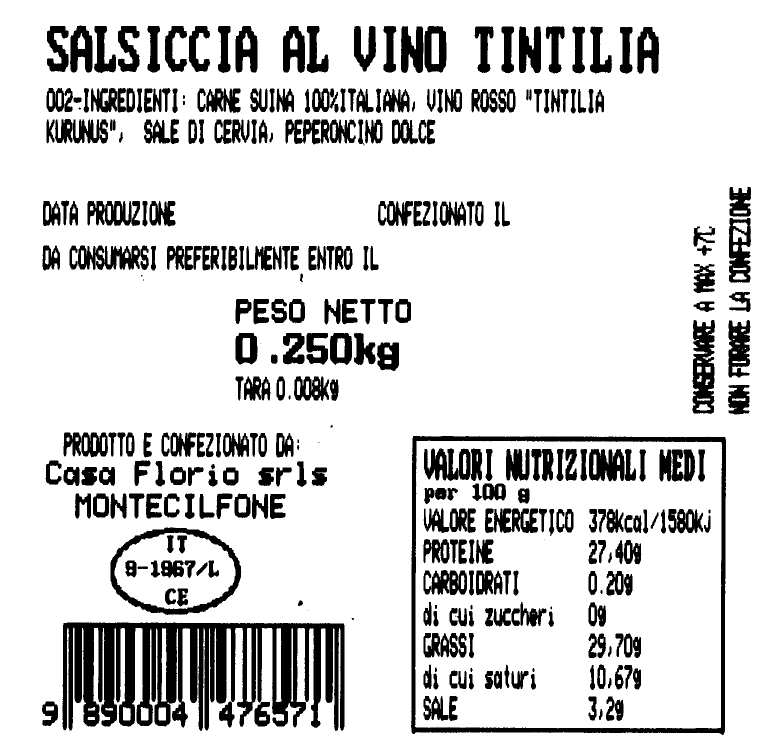 SALSICCIA AL VINO TINTILIA
002-INGREDIENTI: CARNE SUINA 100%ITALIANA, VINO ROSSO "TINTILIA
KURUNUS", SALE DI CERVIA, PEPERONCINO DOLCE
DATA PRODUZIONE CONFEZIONATO IL
DA CONSUMARSI PREFERIBILMENTE ENTRO IL
CONSERVARE A MAX +7C
NON FORARE LA CONFEZIONE
PESO NETTO
0.250kg
TARA 0.008kg
PRODOTTO E CONFEZIONATO DA:
Casa Florio srls
MONTECILFONE
IT
9-1967/L
CE
9 890004 476571
VALORI NUTRIZIONALI MEDI
per 100 g
VALORE ENERGETICO 378kcal/1580kj
PROTEINE 27,40g
CARBOIDRATI 0.20g
di cui zuccheri 0g
GRASSI 29,70g
di cui saturi 10,67g
SALE 3,2g